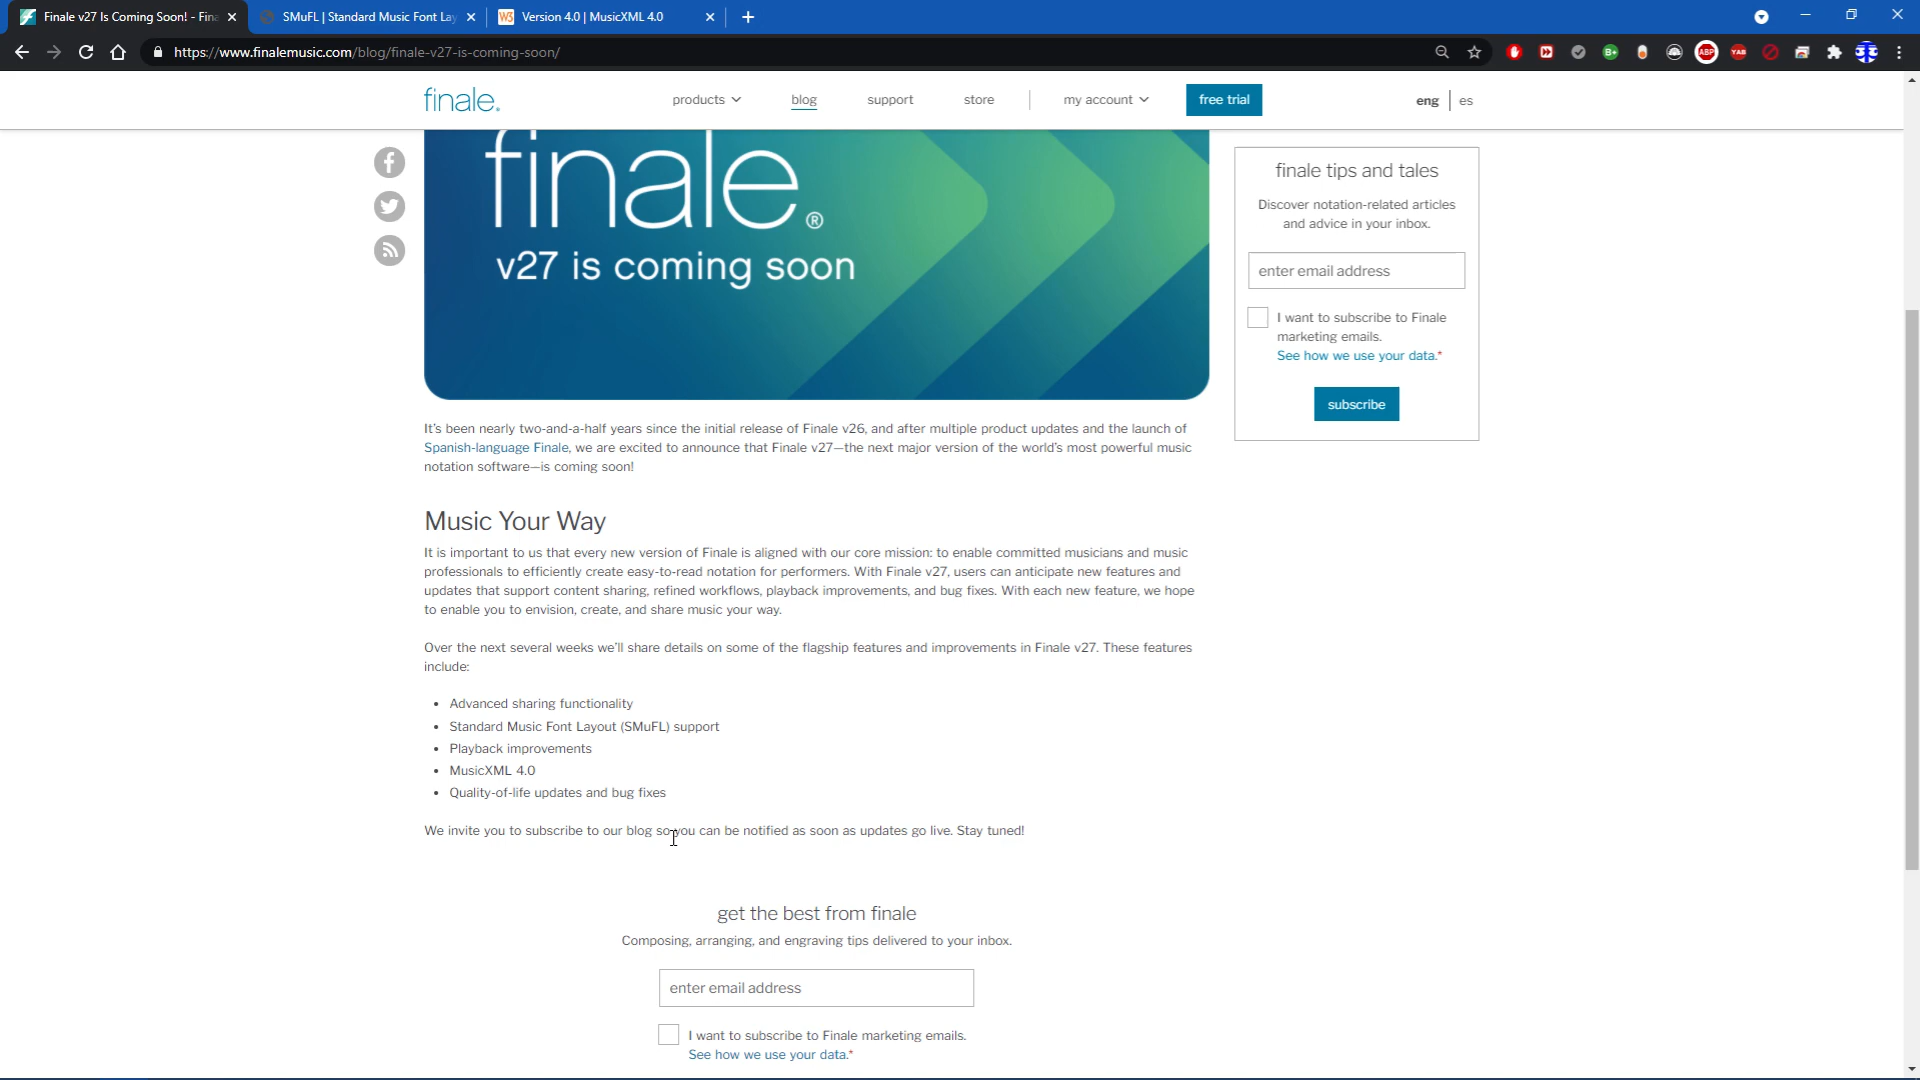 Finale v27 Is Coming Soon! - Fina
SMuFL | Standard Music Font Lay
W3
Version 4.0 | MusicXML 4.0
https://www.finalemusic.com/blog/finale-v27-is-coming-soon/
ABP
YAB
finale.
products
blog
support
store
my account
free trial
eng
es
finale®
v27 is coming soon
finale tips and tales
Discover notation-related articles
and advice in your inbox.
enter email address
I want to subscribe to Finale
marketing emails.
See how we use your data.*
subscribe
It's been nearly two-and-a-half years since the initial release of Finale v26, and after multiple product updates and the launch of
Spanish-language Finale, we are excited to announce that Finale v27—the next major version of the world's most powerful music
notation software—is coming soon!
Music Your Way
It is important to us that every new version of Finale is aligned with our core mission: to enable committed musicians and music
professionals to efficiently create easy-to-read notation for performers. With Finale v27, users can anticipate new features and
updates that support content sharing, refined workflows, playback improvements, and bug fixes. With each new feature, we hope
to enable you to envision, create, and share music your way.
Over the next several weeks we'll share details on some of the flagship features and improvements in Finale v27. These features
include:
• Advanced sharing functionality
• Standard Music Font Layout (SMuFL) support
• Playback improvements
• MusicXML 4.0
• Quality-of-life updates and bug fixes
We invite you to subscribe to our blog so you can be notified as soon as updates go live. Stay tuned!
get the best from finale
Composing, arranging, and engraving tips delivered to your inbox.
enter email address
I want to subscribe to Finale marketing emails.
See how we use your data.*